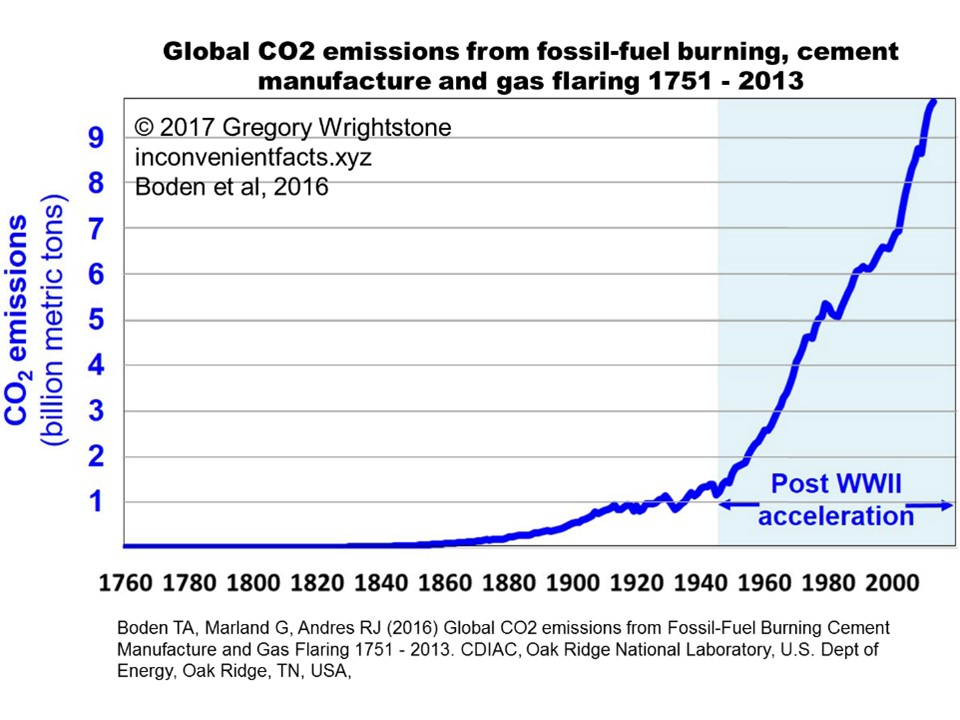 Global CO2 emissions from fossil-fuel burning, cement
manufacture and gas flaring 1751 - 2013
© 2017 Gregory Wrightstone
inconvenientfacts.xyz
Boden et al, 2016
CO₂ emissions
(billion metric tons)
9
8
7
6
5
4
3
2
1
Post WWII
acceleration
1760 1780 1800 1820 1840 1860 1880 1900 1920 1940 1960 1980 2000
Boden TA, Marland G, Andres RJ (2016) Global CO2 emissions from Fossil-Fuel Burning Cement
Manufacture and Gas Flaring 1751 - 2013. CDIAC, Oak Ridge National Laboratory, U.S. Dept of
Energy, Oak Ridge, TN, USA,